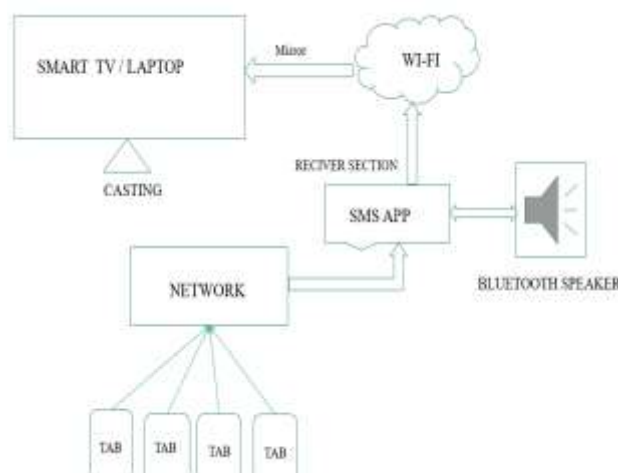 SMART TV / LAPTOP
Mirror
WI-FI
CASTING
RECIVER SECTION
SMS APP
BLUETOOTH SPEAKER
NETWORK
TAB
TAB
TAB
TAB